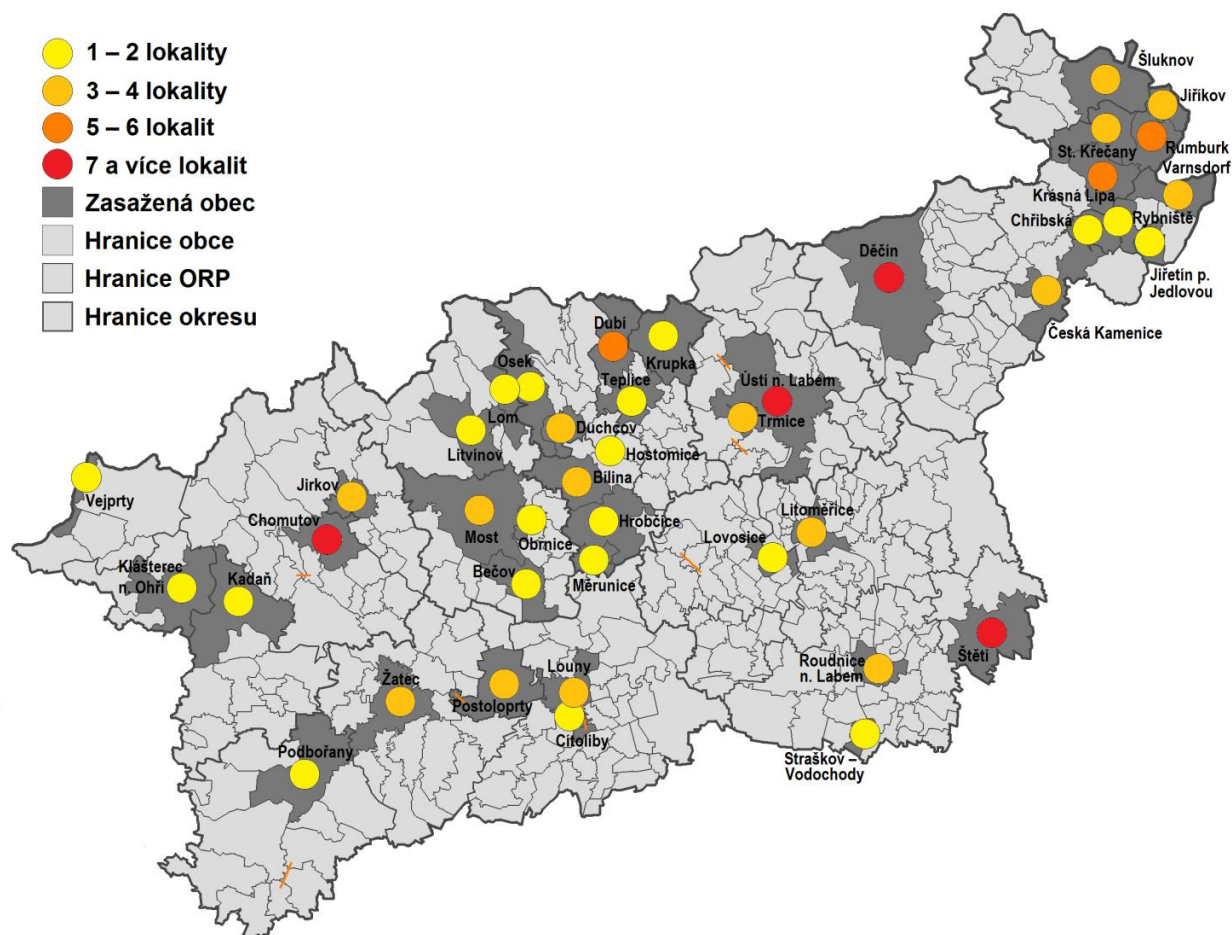 1 – 2 lokality
3 – 4 lokality
5 – 6 lokalit
7 a více lokalit
Zasažená obec
Hranice obce
Hranice ORP
Hranice okresu
Šluknov
Jiříkov
St. Křečany
Rumburk
Varnsdorf
Krásná Lípa
Chřibská
Rybniště
Jiřetín p.
Jedlovou
Děčín
Česká Kamenice
Dubí
Krupka
Osek
Teplice
Ústí n. Labem
Lom
Duchcov
Trmice
Litvínov
Hostomice
Bílina
Vejprty
Jirkov
Chomutov
Most
Obrnice
Hrobčice
Litoměřice
Lovosice
Klášterec
n. Ohří
Kadaň
Bečov
Měrunice
Štětí
Roudnice
n. Labem
Louny
Žatec
Postoloprty
Cítoliby
Podbořany
Straškov –
Vodochody